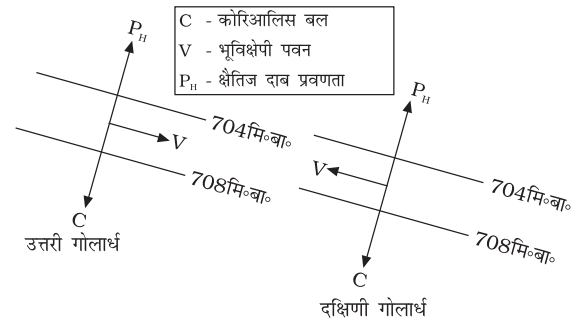 P_H
C - कोरिआलिस बल
V - भूविक्षेपी पवन
P_H - क्षैतिज दाब प्रवणता
P_H
704मि॰बा॰
V
708मि॰बा॰
C
उत्तरी गोलार्ध
V
704मि॰बा॰
708मि॰बा॰
C
दक्षिणी गोलार्ध